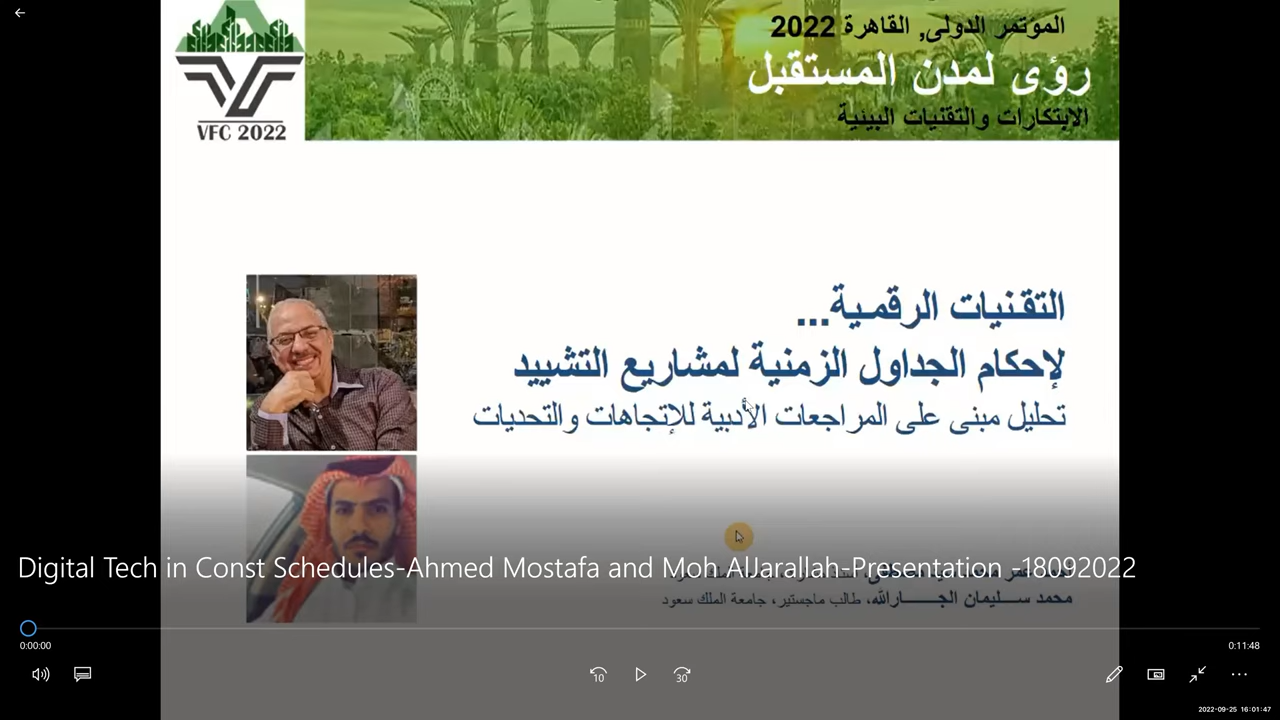 المؤتمر الدولى, القاهرة 2022
رؤى لمدن المستقبل
الابتكارات والتقنيات البينية
VFC 2022
التقنيات الرقمية...
لإحكام الجداول الزمنية لمشاريع التشييد
تحليل مبنى على المراجعات الأدبية للإتجاهات والتحديات
Digital Tech in Const Schedules-Ahmed Mostafa and Moh AlJarallah-Presentation -18092022
محمد سليمان الجارالله، طالب ماجستير، جامعة الملك سعود
0:00:00
0:11:48
10
30
2022-09-25 16:01:47